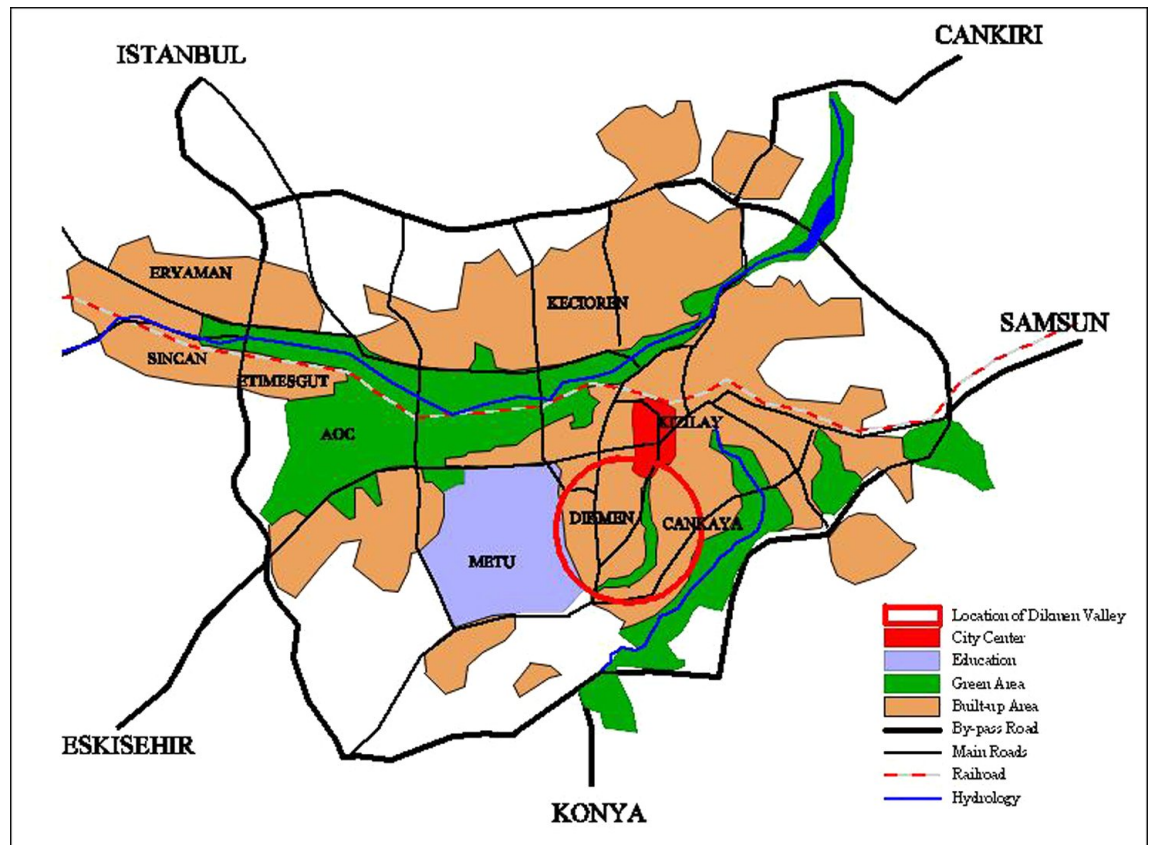 CANKIRI
ISTANBUL
ERYAMAN
KECIOREN
SAMSUN
SINCAN
ETIMESGUT
AOC
KIZILAY
DIKMEN
CANKAYA
METU
Location of Dikmen Valley
City Center
Education
Green Area
Built-up Area
By-pass Road
Main Roads
Railroad
Hydrology
ESKISEHIR
KONYA